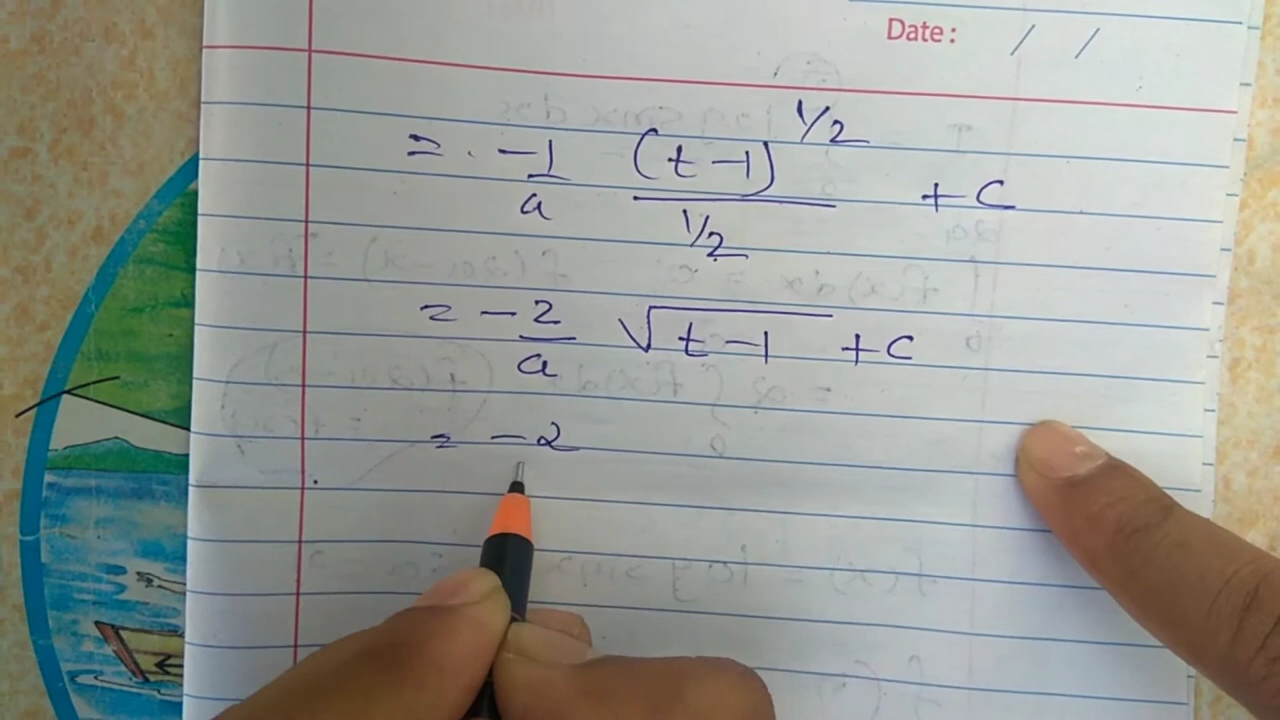 Date: / /
= -1/a (t-1)^1/2 / 1/2 + C
= -2/a √t-1 + C
= -2